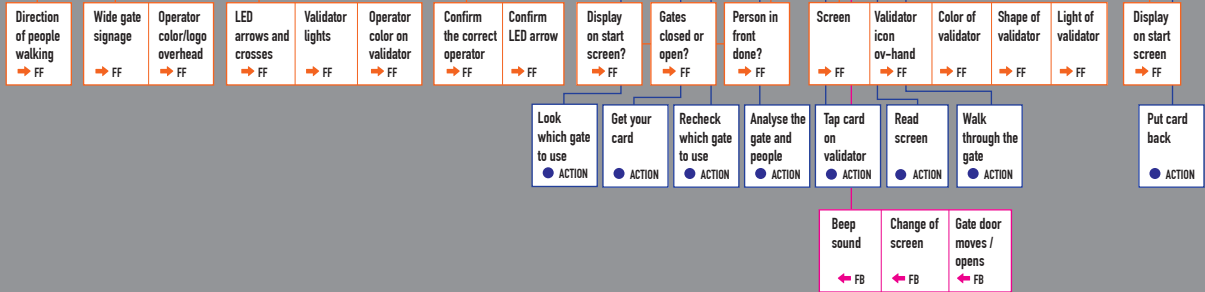 Direction
of people
walking
FF
Wide gate
signage
FF
Operator
color/logo
overhead
FF
LED
arrows and
crosses
FF
Validator
lights
FF
Operator
color on
validator
FF
Confirm
the correct
operator
FF
Confirm
LED arrow
FF
Display
on start
screen?
FF
Gates
closed or
open?
FF
Person in
front
done?
FF
Screen
FF
Validator
icon
ov-hand
FF
Color of
validator
FF
Shape of
validator
FF
Light of
validator
FF
Display
on start
screen
FF
Look
which gate
to use
ACTION
Get your
card
ACTION
Recheck
which gate
to use
ACTION
Analyse the
gate and
people
ACTION
Tap card
on
validator
ACTION
Read
screen
ACTION
Walk
through the
gate
ACTION
Put card
back
ACTION
Beep
sound
FB
Change of
screen
FB
Gate door
moves /
opens
FB